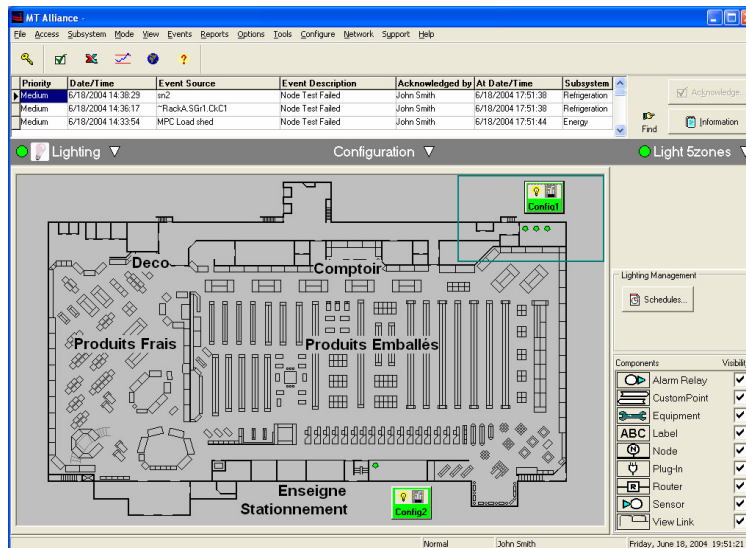 MT Alliance -
File Access Subsystem Mode View Events Reports Options Tools Configure Network Support Help
Priority Date/Time Event Source Event Description Acknowledged by At Date/Time Subsystem
Medium 6/18/2004 14:38:29 sn2 Node Test Failed John Smith 6/18/2004 17:51:38 Refrigeration
Medium 6/18/2004 14:36:17 ~RackA.SGr1.CkC1 Node Test Failed John Smith 6/18/2004 17:51:38 Refrigeration
Medium 6/18/2004 14:33:54 MPC Load shed Node Test Failed John Smith 6/18/2004 17:51:44 Energy
Acknowledge...
Find
Information
Lighting Configuration Light 5zones
Config1
Deco
Comptoir
Produits Frais
Produits Emballés
Enseigne
Stationnement
Config2
Lighting Management
Schedules...
Components Visibilit
Alarm Relay
CustomPoint
Equipment
ABC Label
N Node
Plug-In
R Router
Sensor
View Link
Normal John Smith Friday, June 18, 2004 19:51:21